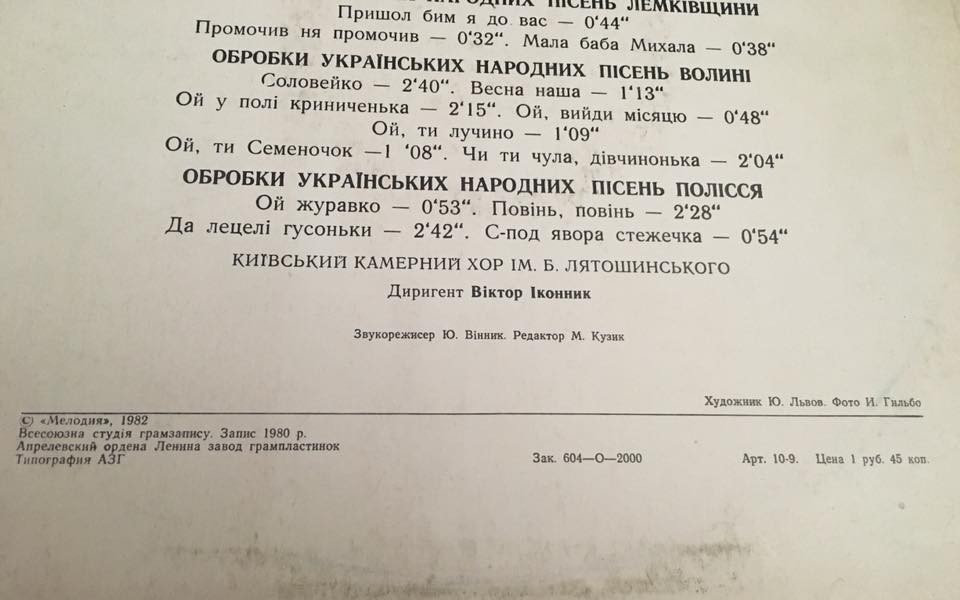 НАРОДНИХ ПІСЕНЬ ЛЕМКІВЩИНИ
Пришол бим я до вас — 0‘44“
Промочив ня промочив — 0‘32“. Мала баба Михала — 0‘38“
ОБРОБКИ УКРАЇНСЬКИХ НАРОДНИХ ПІСЕНЬ ВОЛИНІ
Соловейко — 2‘40“. Весна наша — 1‘13“
Ой у полі криниченька — 2‘15“. Ой, вийди місяцю — 0‘48“
Ой, ти лучино — 1‘09“
Ой, ти Семеночок —1 ‘08“. Чи ти чула, дівчинонька — 2‘04“
ОБРОБКИ УКРАЇНСЬКИХ НАРОДНИХ ПІСЕНЬ ПОЛІССЯ
Ой журавко — 0‘53“. Повінь, повінь — 2‘28“
Да лецелі гусоньки — 2‘42“. С-под явора стежечка — 0‘54“
КИЇВСЬКИЙ КАМЕРНИЙ ХОР ІМ. Б. ЛЯТОШИНСЬКОГО
Диригент Віктор Іконник
Звукорежисер Ю. Вінник. Редактор М. Кузик
Художник Ю. Львов. Фото И. Гильбо
© «Мелодия», 1982
Всесоюзна студія грамзапису. Запис 1980 р.
Апрелевский ордена Ленина завод грампластинок
Типография АЗГ
Зак. 604—О—2000
Арт. 10-9. Цена 1 руб. 45 коп.